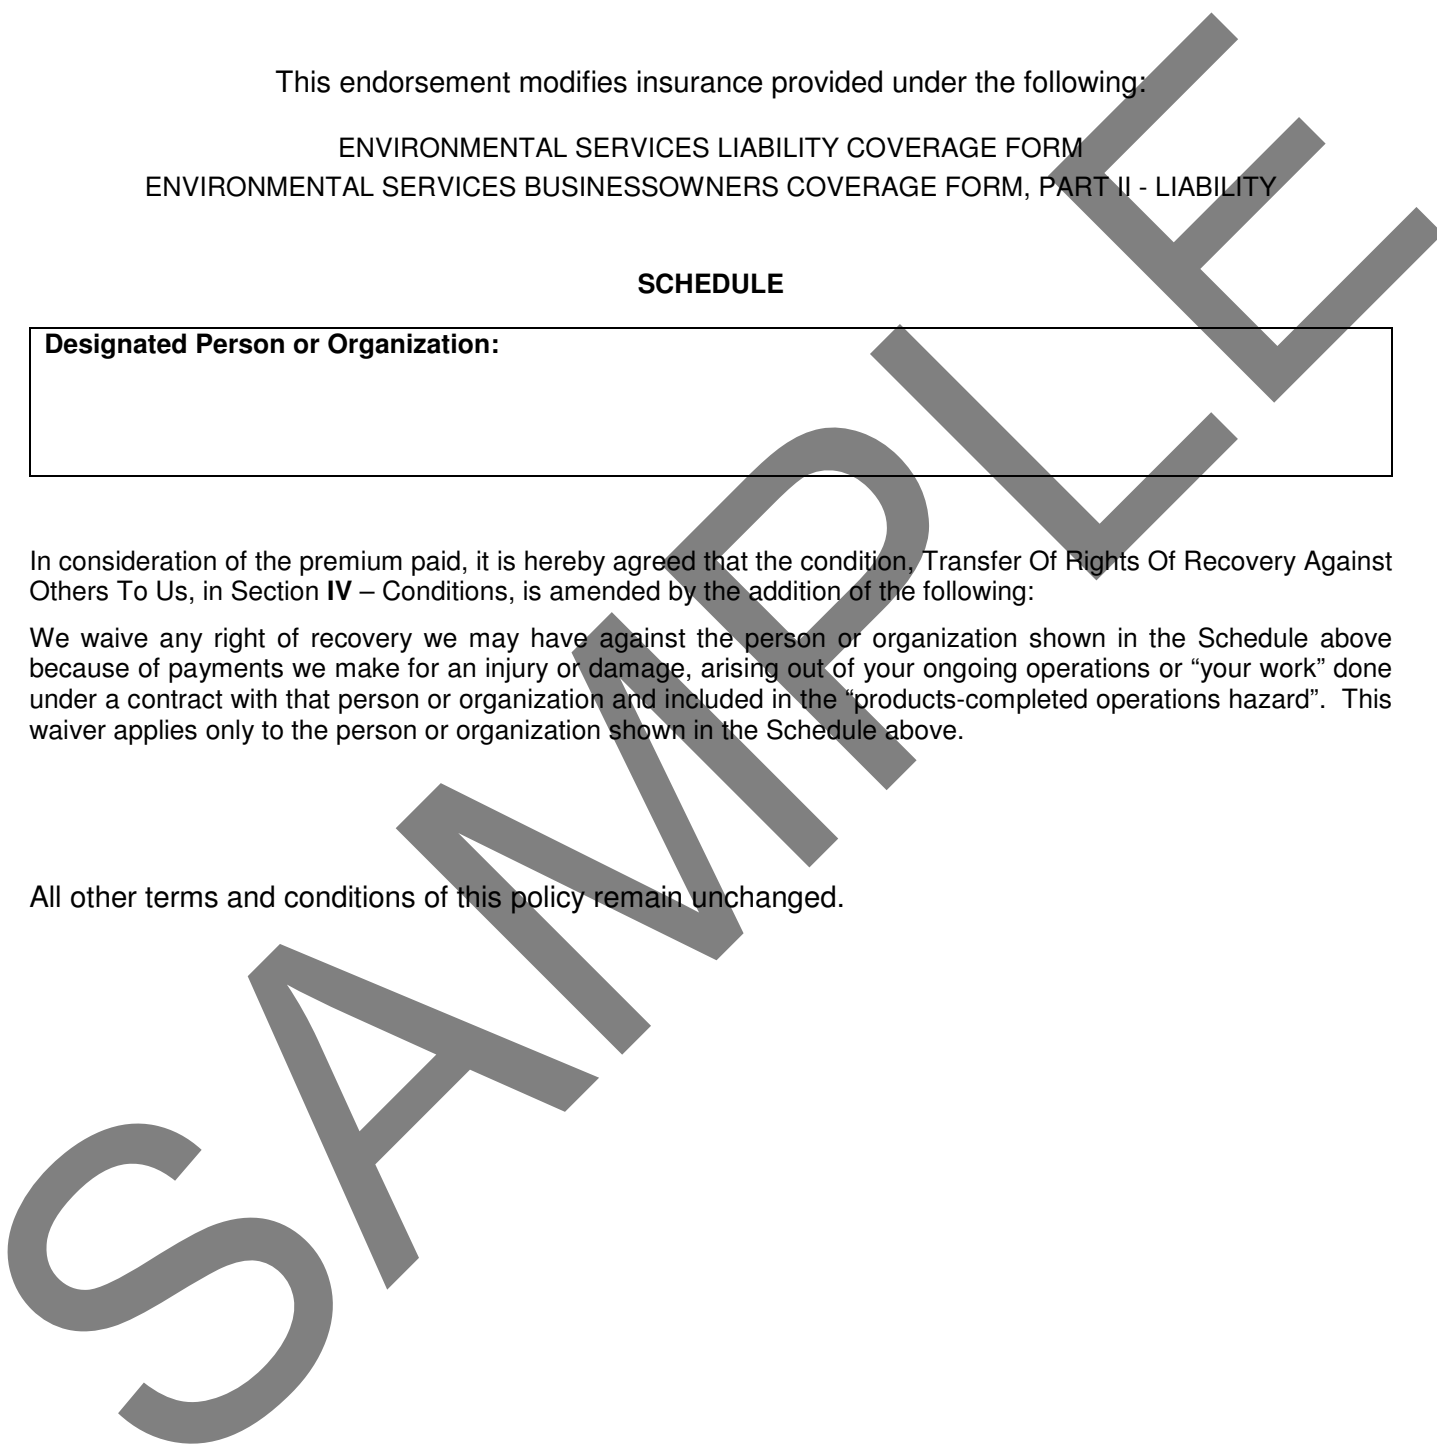 This endorsement modifies insurance provided under the following:
ENVIRONMENTAL SERVICES LIABILITY COVERAGE FORM
ENVIRONMENTAL SERVICES BUSINESSOWNERS COVERAGE FORM, PART II - LIABILITY
SCHEDULE
Designated Person or Organization:
In consideration of the premium paid, it is hereby agreed that the condition, Transfer Of Rights Of Recovery Against
Others To Us, in Section IV – Conditions, is amended by the addition of the following:
We waive any right of recovery we may have against the person or organization shown in the Schedule above
because of payments we make for an injury or damage, arising out of your ongoing operations or “your work” done
under a contract with that person or organization and included in the “products-completed operations hazard”. This
waiver applies only to the person or organization shown in the Schedule above.
All other terms and conditions of this policy remain unchanged.
SAMPLE